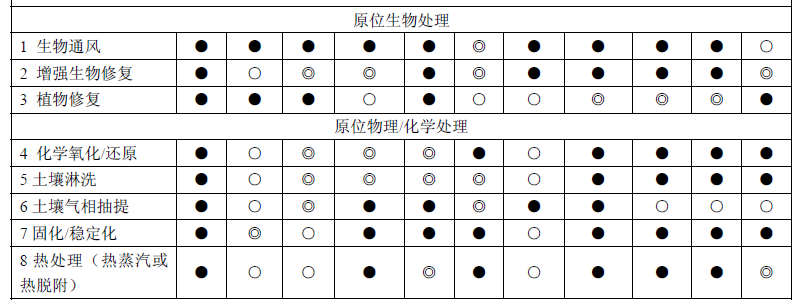 原位生物处理
1 生物通风 ● ● ● ● ● ◎ ● ● ● ● ○
2 增强生物修复 ● ○ ◎ ◎ ● ◎ ● ● ● ● ◎
3 植物修复 ● ● ● ○ ● ○ ○ ◎ ◎ ◎ ●
原位物理/化学处理
4 化学氧化/还原 ● ○ ◎ ◎ ◎ ● ○ ● ● ● ●
5 土壤淋洗 ● ○ ◎ ◎ ◎ ◎ ○ ● ● ● ●
6 土壤气相抽提 ● ○ ◎ ● ● ◎ ● ● ○ ○ ○
7 固化/稳定化 ● ◎ ○ ● ● ● ○ ● ● ● ●
8 热处理（热蒸汽或
热脱附） ● ○ ○ ● ◎ ● ○ ● ● ● ◎